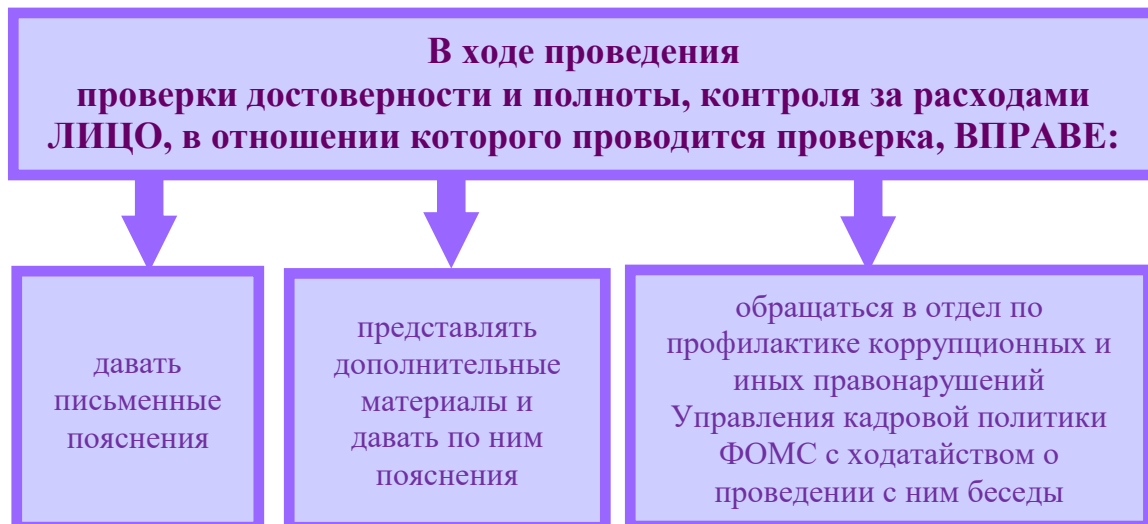 В ходе проведения
проверки достоверности и полноты, контроля за расходами
ЛИЦО, в отношении которого проводится проверка, ВПРАВЕ:
давать
письменные
пояснения
представлять
дополнительные
материалы и
давать по ним
пояснения
обращаться в отдел по
профилактике коррупционных и
иных правонарушений
Управления кадровой политики
ФОМС с ходатайством о
проведении с ним беседы